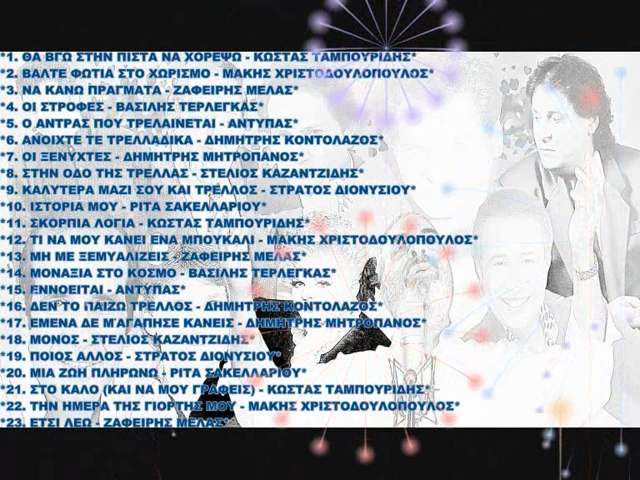 *1. ΘΑ ΒΓΩ ΣΤΗΝ ΠΙΣΤΑ ΝΑ ΧΟΡΕΨΩ - ΚΩΣΤΑΣ ΤΑΜΠΟΥΡΙΔΗΣ*
*2. ΒΑΛΤΕ ΦΩΤΙΑ ΣΤΟ ΧΩΡΙΣΜΟ - ΜΑΚΗΣ ΧΡΙΣΤΟΔΟΥΛΟΠΟΥΛΟΣ*
*3. ΝΑ ΚΑΝΩ ΠΡΑΓΜΑΤΑ - ΖΑΦΕΙΡΗΣ ΜΕΛΑΣ*
*4. ΟΙ ΣΤΡΟΦΕΣ - ΒΑΣΙΛΗΣ ΤΕΡΛΕΓΚΑΣ*
*5. Ο ΑΝΤΡΑΣ ΠΟΥ ΤΡΕΛΑΙΝΕΤΑΙ - ΑΝΤΥΠΑΣ*
*6. ΑΝΟΙΧΤΕ ΤΕ ΤΡΕΛΛΑΔΙΚΑ - ΔΗΜΗΤΡΗΣ ΚΟΝΤΟΛΑΖΟΣ*
*7. ΟΙ ΞΕΝΥΧΤΕΣ - ΔΗΜΗΤΡΗΣ ΜΗΤΡΟΠΑΝΟΣ*
*8. ΣΤΗΝ ΟΔΟ ΤΗΣ ΤΡΕΛΛΑΣ - ΣΤΕΛΙΟΣ ΚΑΖΑΝΤΖΙΔΗΣ*
*9. ΚΑΛΥΤΕΡΑ ΜΑΖΙ ΣΟΥ ΚΑΙ ΤΡΕΛΛΟΣ - ΣΤΡΑΤΟΣ ΔΙΟΝΥΣΙΟΥ*
*10. ΙΣΤΟΡΙΑ ΜΟΥ - ΡΙΤΑ ΣΑΚΕΛΛΑΡΙΟΥ*
*11. ΣΚΟΡΠΙΑ ΛΟΓΙΑ - ΚΩΣΤΑΣ ΤΑΜΠΟΥΡΙΔΗΣ*
*12. ΤΙ ΝΑ ΜΟΥ ΚΑΝΕΙ ΕΝΑ ΜΠΟΥΚΑΛΙ - ΜΑΚΗΣ ΧΡΙΣΤΟΔΟΥΛΟΠΟΥΛΟΣ*
*13. ΜΗ ΜΕ ΞΕΜΥΑΛΙΖΕΙΣ - ΖΑΦΕΙΡΗΣ ΜΕΛΑΣ*
*14. ΜΟΝΑΞΙΑ ΣΤΟ ΚΟΣΜΟ - ΒΑΣΙΛΗΣ ΤΕΡΛΕΓΚΑΣ*
*15. ΕΝΝΟΕΙΤΑΙ - ΑΝΤΥΠΑΣ*
*16. ΔΕΝ ΤΟ ΠΑΙΖΩ ΤΡΕΛΛΟΣ - ΔΗΜΗΤΡΗΣ ΚΟΝΤΟΛΑΖΟΣ*
*17. ΕΜΕΝΑ ΔΕ Μ'ΑΓΑΠΗΣΕ ΚΑΝΕΙΣ - ΔΗΜΗΤΡΗΣ ΜΗΤΡΟΠΑΝΟΣ*
*18. ΜΟΝΟΣ - ΣΤΕΛΙΟΣ ΚΑΖΑΝΤΖΙΔΗΣ*
*19. ΠΟΙΟΣ ΑΛΛΟΣ - ΣΤΡΑΤΟΣ ΔΙΟΝΥΣΙΟΥ*
*20. ΜΙΑ ΖΩΗ ΠΛΗΡΩΝΩ - ΡΙΤΑ ΣΑΚΕΛΛΑΡΙΟΥ*
*21. ΣΤΟ ΚΑΛΟ (ΚΑΙ ΝΑ ΜΟΥ ΓΡΑΦΕΙΣ) - ΚΩΣΤΑΣ ΤΑΜΠΟΥΡΙΔΗΣ*
*22. ΤΗΝ ΗΜΕΡΑ ΤΗΣ ΓΙΟΡΤΗΣ ΜΟΥ - ΜΑΚΗΣ ΧΡΙΣΤΟΔΟΥΛΟΠΟΥΛΟΣ*
*23. ΕΤΣΙ ΛΕΩ - ΖΑΦΕΙΡΗΣ ΜΕΛΑΣ*